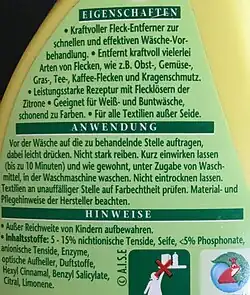 EIGENSCHAFTEN
• Kraftvoller Fleck-Entferner zur
schnellen und effektiven Wäsche-Vor-
behandlung. • Entfernt kraftvoll vielerlei
Arten von Flecken, wie z.B. Obst-, Gemüse-,
Gras-, Tee-, Kaffee-Flecken und Kragenschmutz.
• Leistungsstarke Rezeptur mit Flecklösern der
Zitrone • Geeignet für Weiß- und Buntwäsche,
schonend zu Farben. • Für alle Textilien außer Seide.
ANWENDUNG
Vor der Wäsche auf die zu behandelnde Stelle auftragen,
dabei leicht drücken. Nicht stark reiben. Kurz einwirken lassen
(bis zu 10 Minuten) und wie gewohnt, unter Zugabe von Wasch-
mittel, in der Waschmaschine waschen. Nicht eintrocknen lassen.
Textilien an unauffälliger Stelle auf Farbechtheit prüfen. Material- und
Pflegehinweise der Hersteller beachten.
HINWEISE
• Außer Reichweite von Kindern aufbewahren.
• Inhaltsstoffe: 5 - 15% nichtionische Tenside, Seife, <5% Phosphonate,
anionische Tenside, Enzyme,
optische Aufheller, Duftstoffe,
Hexyl Cinnamal, Benzyl Salicylate,
Citral, Limonene.
© A.I.S.E.